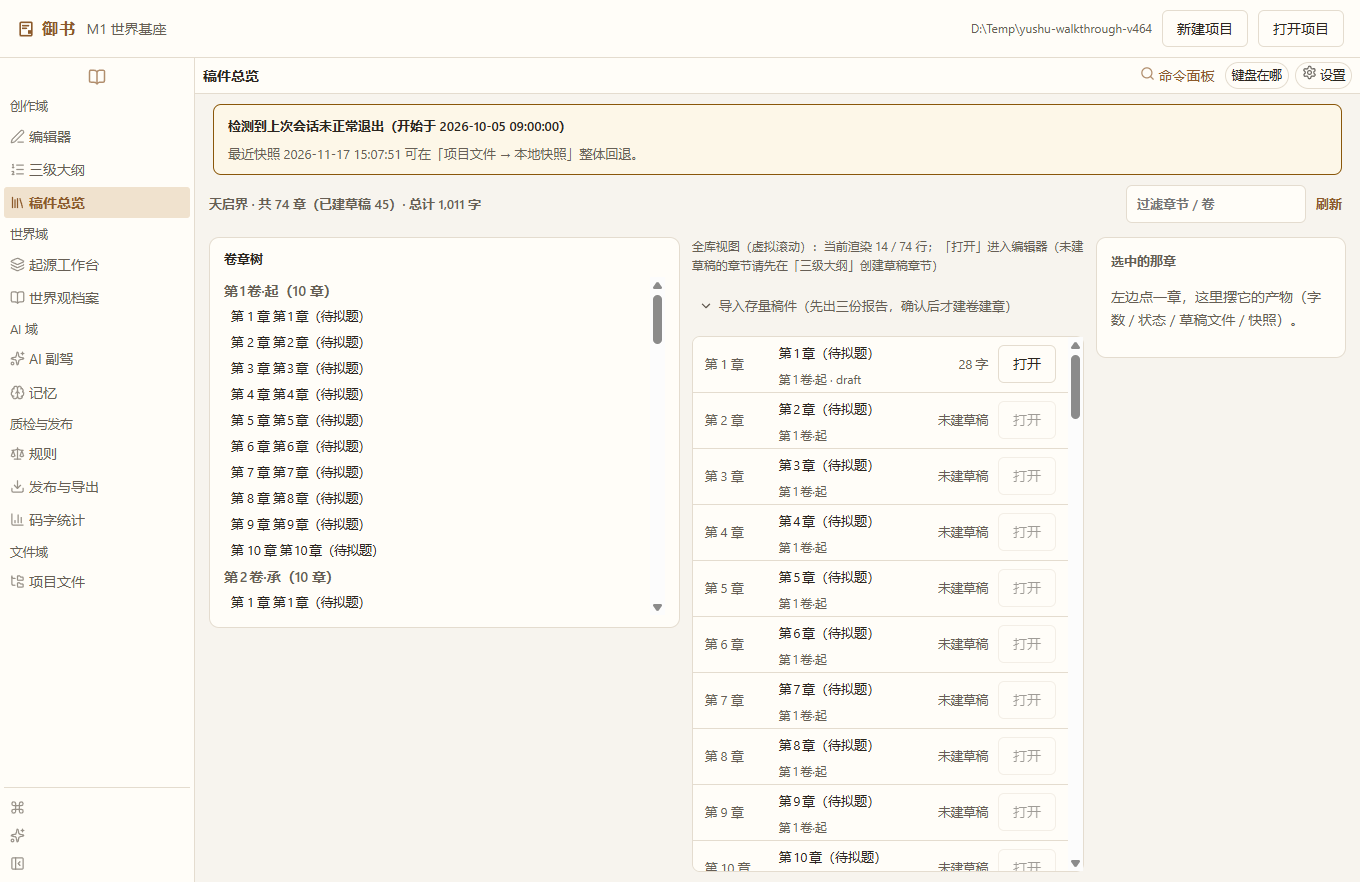 御书 M1 世界基座
D:\Temp\yushu-walkthrough-v464 新建项目 打开项目
创作域
编辑器
三级大纲
稿件总览
世界域
起源工作台
世界观档案
AI 域
AI 副驾
记忆
质检与发布
规则
发布与导出
码字统计
文件域
项目文件
稿件总览
命令面板 键盘在哪 设置
检测到上次会话未正常退出（开始于 2026-10-05 09:00:00）
最近快照 2026-11-17 15:07:51 可在「项目文件 → 本地快照」整体回退。
天启界 · 共 74 章（已建草稿 45）· 总计 1,011 字
过滤章节 / 卷 刷新
卷章树
第1卷·起（10 章）
第 1 章 第1章（待拟题）
第 2 章 第2章（待拟题）
第 3 章 第3章（待拟题）
第 4 章 第4章（待拟题）
第 5 章 第5章（待拟题）
第 6 章 第6章（待拟题）
第 7 章 第7章（待拟题）
第 8 章 第8章（待拟题）
第 9 章 第9章（待拟题）
第 10 章 第10章（待拟题）
第2卷·承（10 章）
第 1 章 第1章（待拟题）
全库视图（虚拟滚动）：当前渲染 14 / 74 行；「打开」进入编辑器（未建
草稿的章节请先在「三级大纲」创建草稿章节）
导入存量稿件（先出三份报告，确认后才建卷建章）
第 1 章 第1章（待拟题） 28 字 打开
第1卷·起 · draft
第 2 章 第2章（待拟题） 未建草稿 打开
第1卷·起
第 3 章 第3章（待拟题） 未建草稿 打开
第1卷·起
第 4 章 第4章（待拟题） 未建草稿 打开
第1卷·起
第 5 章 第5章（待拟题） 未建草稿 打开
第1卷·起
第 6 章 第6章（待拟题） 未建草稿 打开
第1卷·起
第 7 章 第7章（待拟题） 未建草稿 打开
第1卷·起
第 8 章 第8章（待拟题） 未建草稿 打开
第1卷·起
第 9 章 第9章（待拟题） 未建草稿 打开
第1卷·起
第 10 章 第10章（待拟题） 未建草稿 打开
选中的那章
左边点一章，这里摆它的产物（字
数 / 状态 / 草稿文件 / 快照）。